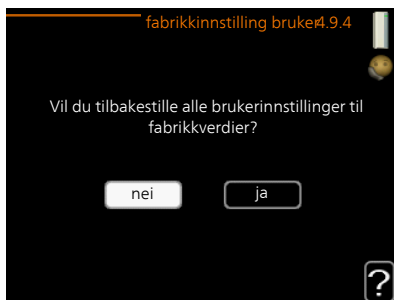 fabrikkinnstilling bruker4.9.4
Vil du tilbakestille alle brukerinnstillinger til
fabrikkverdier?
nei
ja
?